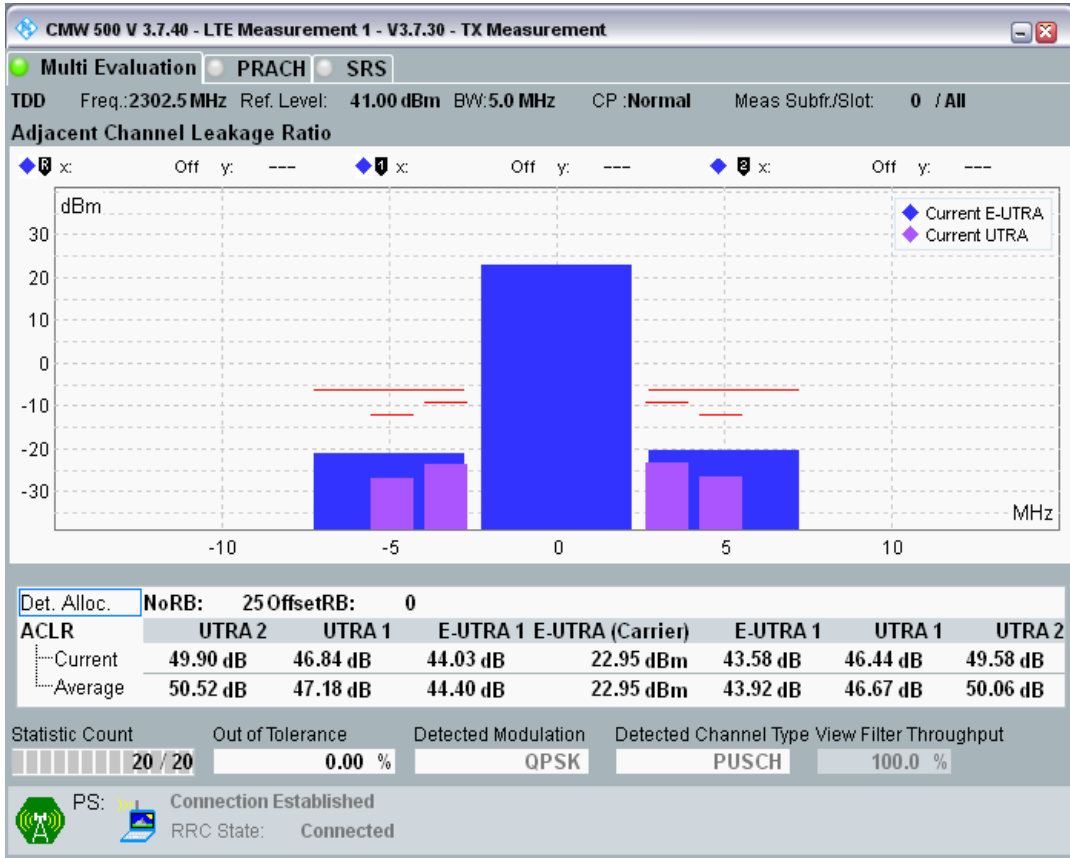 CMW 500 V 3.7.40 - LTE Measurement 1 - V3.7.30 - TX Measurement
Multi Evaluation PRACH SRS
TDD Freq.:2302.5 MHz Ref. Level: 41.00 dBm BW:5.0 MHz CP :Normal Meas Subfr./Slot: 0 / All
Adjacent Channel Leakage Ratio
R x: Off y: --- 1 x: Off y: --- 2 x: Off y: ---
dBm
Current E-UTRA
Current UTRA
30
20
10
0
-10
-20
-30
MHz
-10 -5 0 5 10
Det. Alloc. NoRB: 25 OffsetRB: 0
ACLR UTRA 2 UTRA 1 E-UTRA 1 E-UTRA (Carrier) E-UTRA 1 UTRA 1 UTRA 2
Current 49.90 dB 46.84 dB 44.03 dB 22.95 dBm 43.58 dB 46.44 dB 49.58 dB
Average 50.52 dB 47.18 dB 44.40 dB 22.95 dBm 43.92 dB 46.67 dB 50.06 dB
Statistic Count Out of Tolerance Detected Modulation Detected Channel Type View Filter Throughput
20 / 20 0.00 % QPSK PUSCH 100.0 %
PS: Connection Established
RRC State: Connected